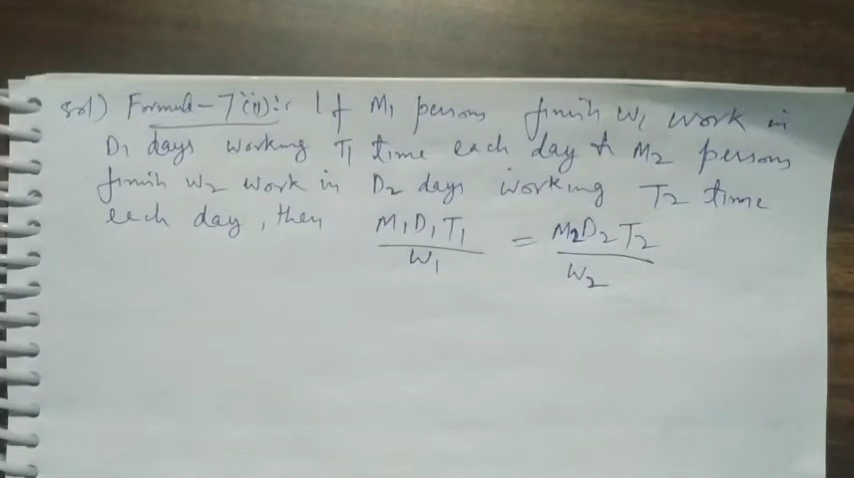 Sol) Formula-7(ii):- If M₁ persons finish W₁ work in
D₁ days working T₁ time each day & M₂ persons
finish W₂ work in D₂ days working T₂ time
each day, then M₁D₁T₁/W₁ = M₂D₂T₂/W₂